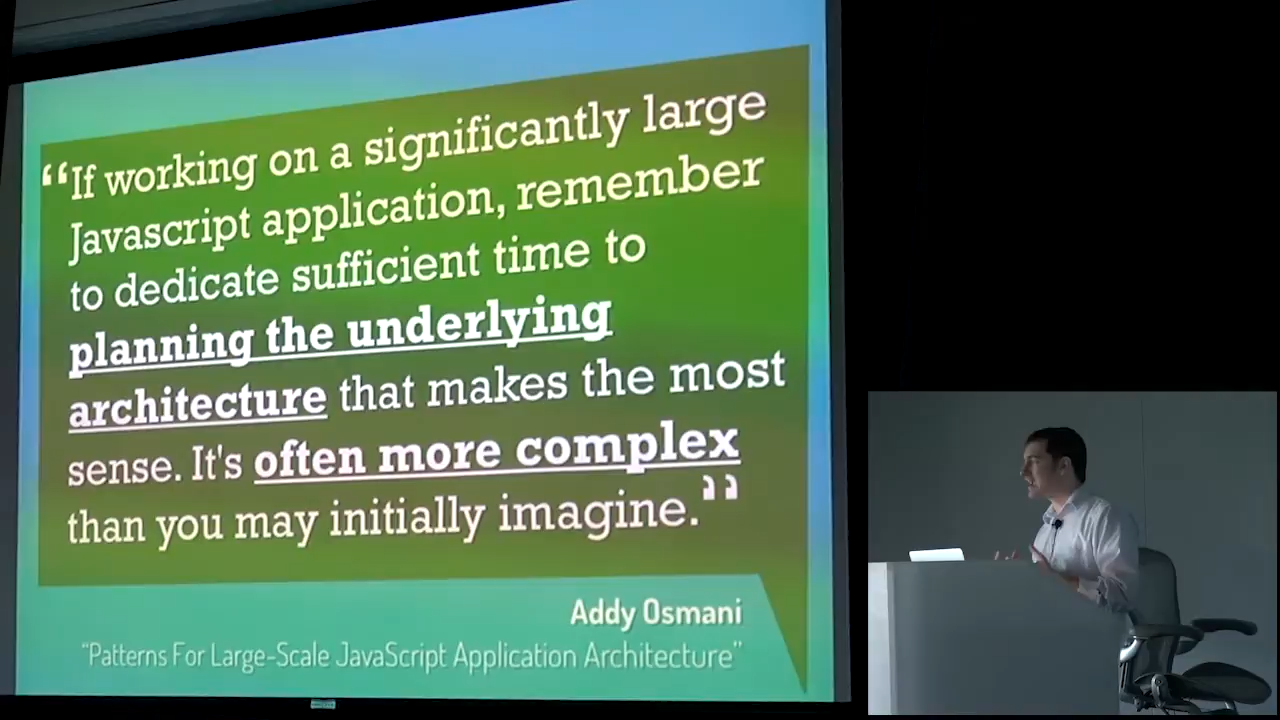 “If working on a significantly large
Javascript application, remember
to dedicate sufficient time to
planning the underlying
architecture that makes the most
sense. It's often more complex
than you may initially imagine.”
Addy Osmani
“Patterns For Large-Scale JavaScript Application Architecture”